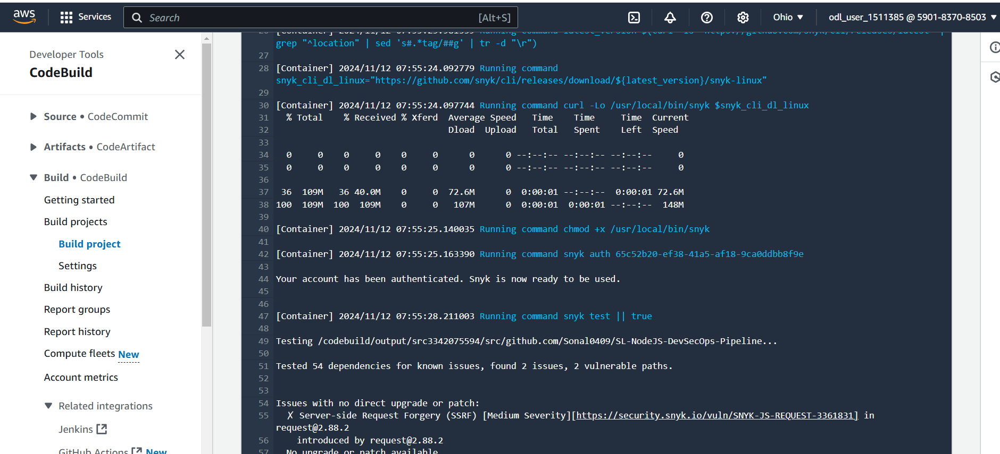 aws
Services
Search
[Alt+S]
Ohio ▼
odl_user_1511385 @ 5901-8370-8503 ▼
Developer Tools
CodeBuild
Source • CodeCommit
Artifacts • CodeArtifact
Build • CodeBuild
Getting started
Build projects
Build project
Settings
Build history
Report groups
Report history
Compute fleets New
Account metrics
Related integrations
Jenkins
GitHub Actions New
grep "^location" | sed 's#.*tag/##g' | tr -d "\r")
27
28 [Container] 2024/11/12 07:55:24.092779 Running command
snyk_cli_dl_linux="https://github.com/snyk/cli/releases/download/${latest_version}/snyk-linux"
29
30 [Container] 2024/11/12 07:55:24.097744 Running command curl -Lo /usr/local/bin/snyk $snyk_cli_dl_linux
31 % Total % Received % Xferd Average Speed Time Time Time Current
32 Dload Upload Total Spent Left Speed
33
34 0 0 0 0 0 0 0 0 --:--:-- --:--:-- --:--:-- 0
35 0 0 0 0 0 0 0 0 --:--:-- --:--:-- --:--:-- 0
36
37 36 109M 36 40.0M 0 0 72.6M 0 0:00:01 --:--:-- 0:00:01 72.6M
38 100 109M 100 109M 0 0 107M 0 0:00:01 0:00:01 --:--:-- 148M
39
40 [Container] 2024/11/12 07:55:25.140035 Running command chmod +x /usr/local/bin/snyk
41
42 [Container] 2024/11/12 07:55:25.163390 Running command snyk auth 65c52b20-ef38-41a5-af18-9ca0ddbb8f9e
43
44 Your account has been authenticated. Snyk is now ready to be used.
45
46
47 [Container] 2024/11/12 07:55:28.211003 Running command snyk test || true
48
49 Testing /codebuild/output/src3342075594/src/github.com/Sonal0409/SL-NodeJS-DevSecOps-Pipeline...
50
51 Tested 54 dependencies for known issues, found 2 issues, 2 vulnerable paths.
52
53
54 Issues with no direct upgrade or patch:
55 ✗ Server-side Request Forgery (SSRF) [Medium Severity][https://security.snyk.io/vuln/SNYK-JS-REQUEST-3361831] in
request@2.88.2
56 introduced by request@2.88.2
57 No upgrade or patch available